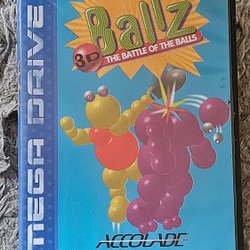 Ballz
3D
THE BATTLE OF THE BALLS
MEGA DRIVE
ACCOLADE